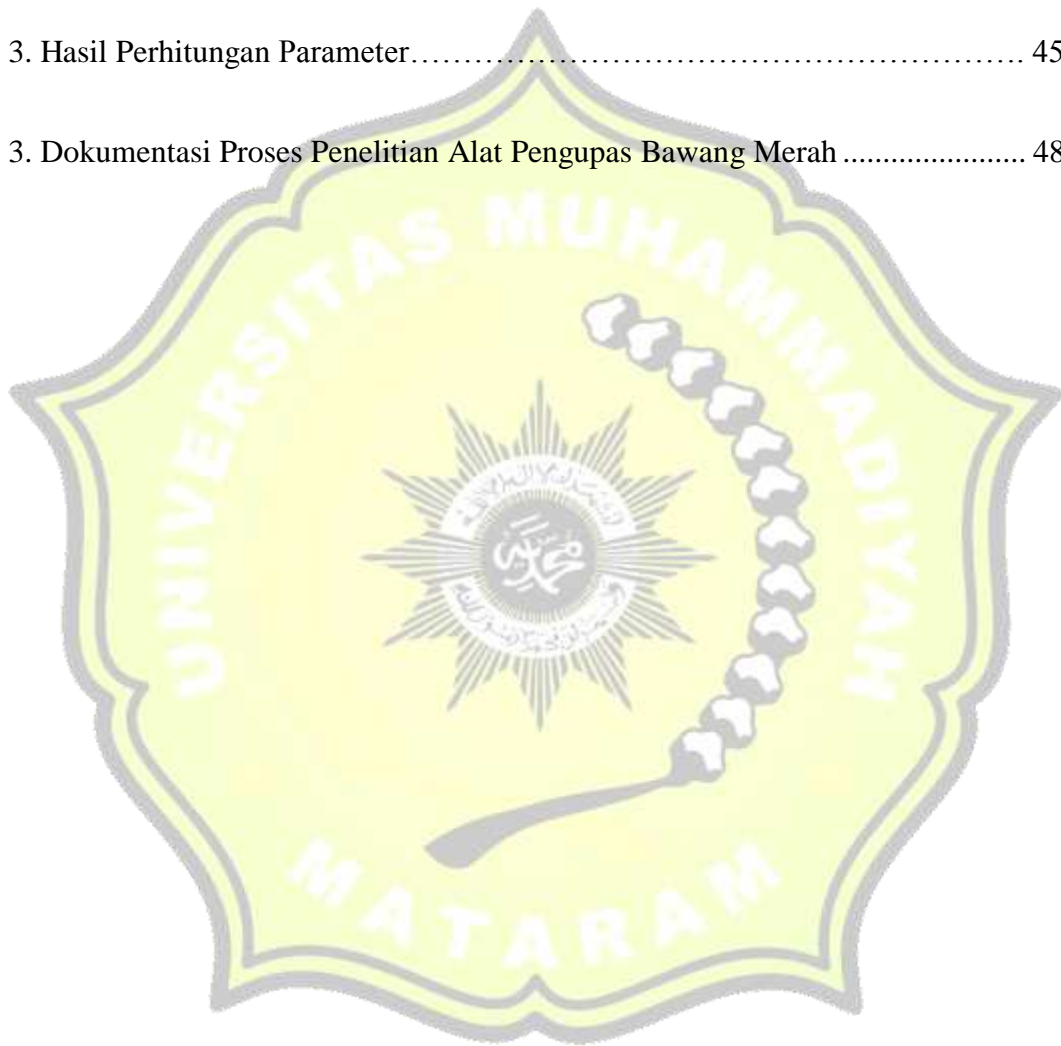 3. Hasil Perhitungan Parameter………………………………………………… 45
3. Dokumentasi Proses Penelitian Alat Pengupas Bawang Merah ....................... 48
UNIVERSITAS MUHAMMADIYAH
MATARAM